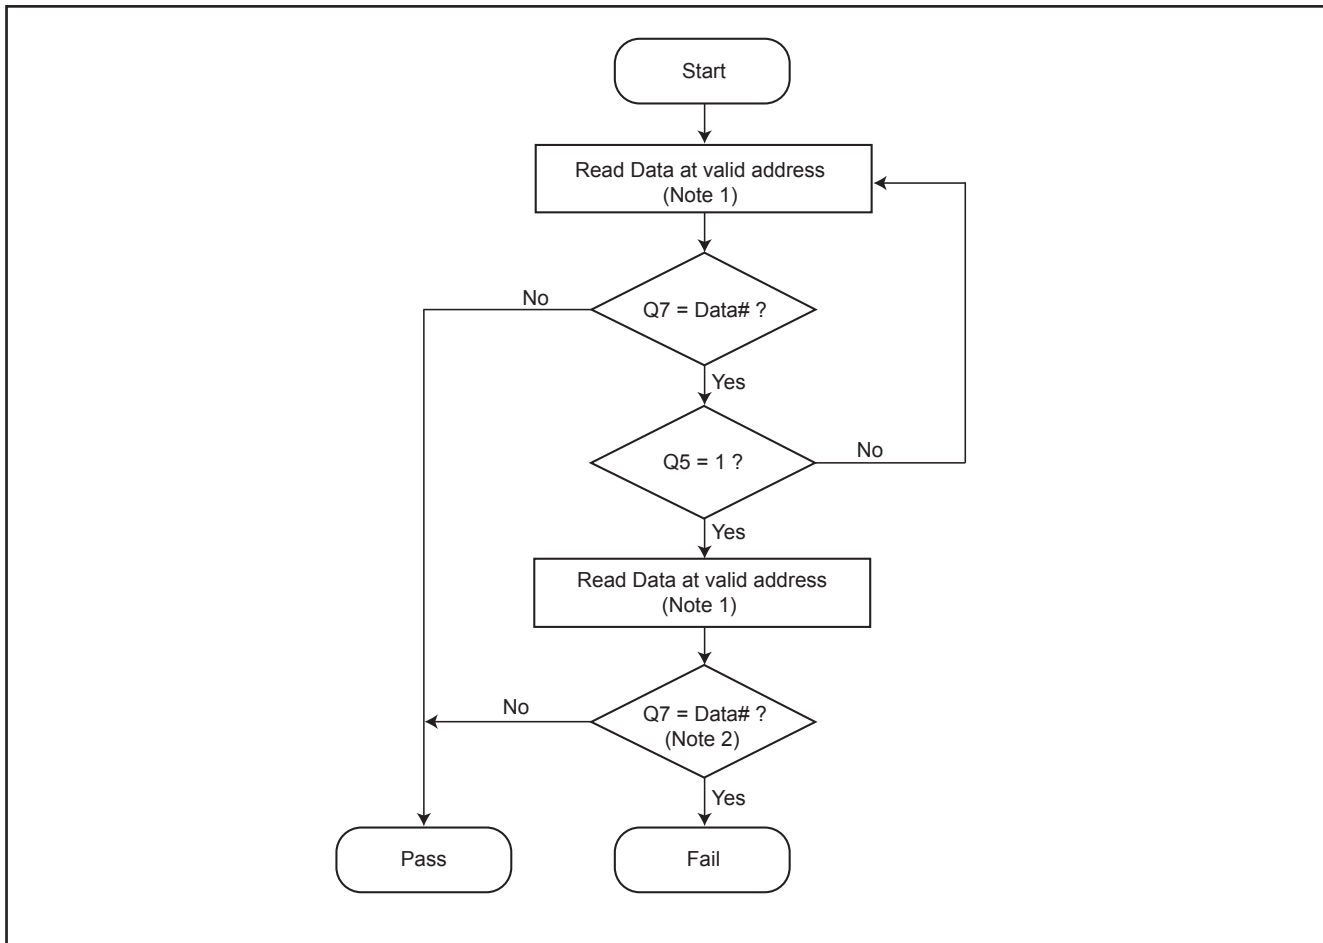 Start
Read Data at valid address
(Note 1)
No
Q7 = Data# ?
Yes
Q5 = 1 ?
No
Yes
Read Data at valid address
(Note 1)
No
Q7 = Data# ?
(Note 2)
Yes
Pass
Fail